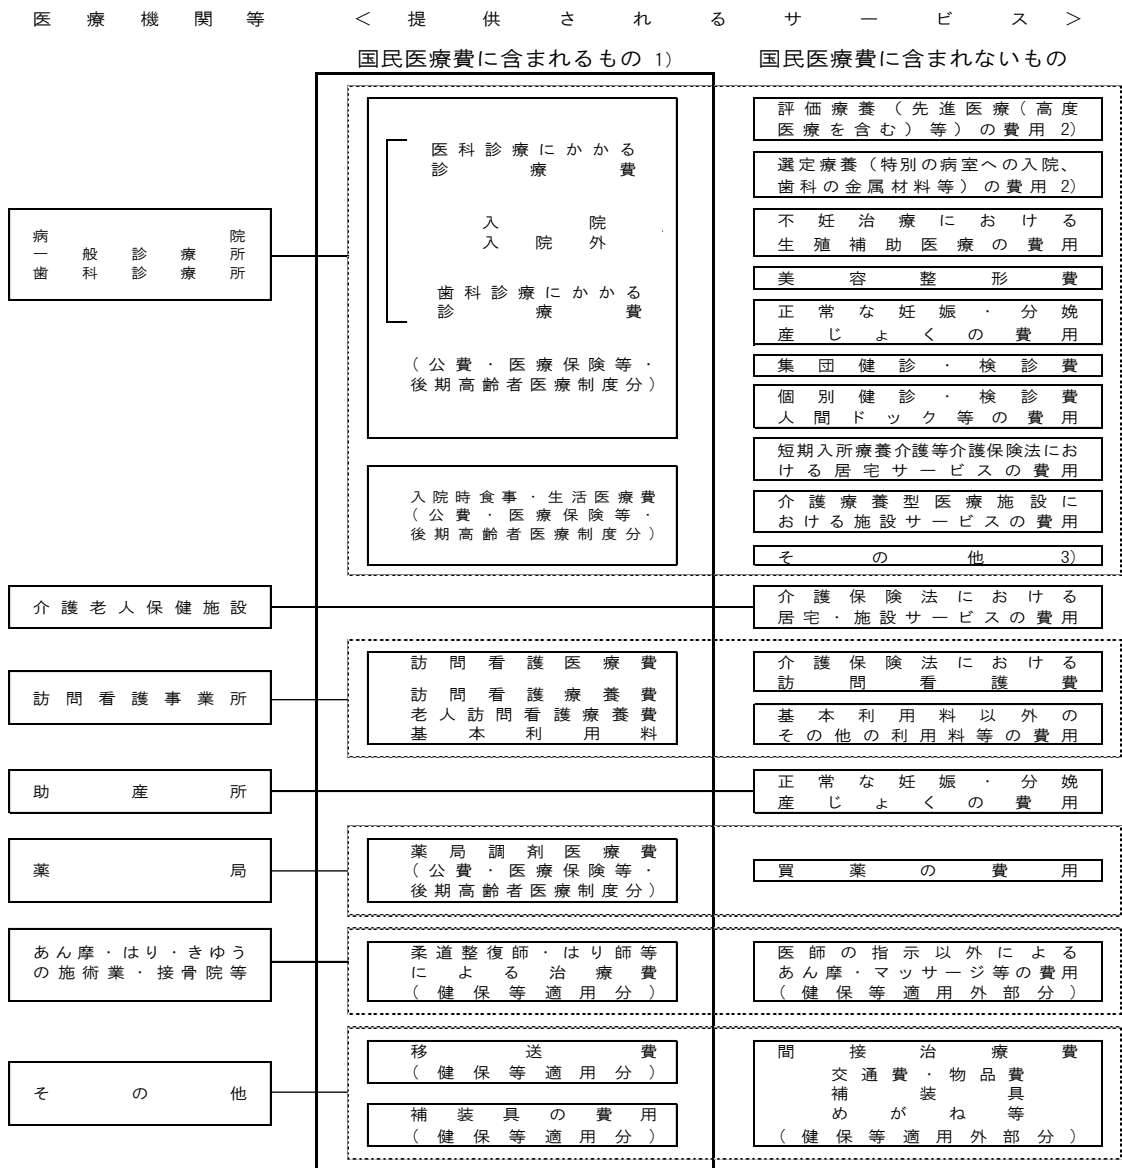 医療機関等
＜提供されるサービス＞
国民医療費に含まれるもの 1)
国民医療費に含まれないもの
病院
一般診療所
歯科診療所
医科診療にかかる
診療費
入院
入院外
歯科診療にかかる
診療費
（公費・医療保険等・
後期高齢者医療制度分）
入院時食事・生活医療費
（公費・医療保険等・
後期高齢者医療制度分）
評価療養（先進医療（高度
医療を含む）等）の費用 2)
選定療養（特別の病室への入院、
歯科の金属材料等）の費用 2)
不妊治療における
生殖補助医療の費用
美容整形費
正常な妊娠・分娩
産じょくの費用
集団健診・検診費
個別健診・検診費
人間ドック等の費用
短期入所療養介護等介護保険法にお
ける居宅サービスの費用
介護療養型医療施設に
おける施設サービスの費用
その他 3)
介護老人保健施設
介護保険法における
居宅・施設サービスの費用
訪問看護事業所
訪問看護医療費
訪問看護療養費
老人訪問看護療養費
基本利用料
介護保険法における
訪問看護費
基本利用料以外の
その他の利用料等の費用
助産所
正常な妊娠・分娩
産じょくの費用
薬局
薬局調剤医療費
（公費・医療保険等・
後期高齢者医療制度分）
買薬の費用
あん摩・はり・きゆう
の施術業・接骨院等
柔道整復師・はり師等
による治療費
（健保等適用分）
医師の指示以外による
あん摩・マッサージ等の費用
（健保等適用外部分）
その他
移送費
（健保等適用分）
補装具の費用
（健保等適用分）
間接治療費
交通費・物品費
補装具
めがね等
（健保等適用外部分）